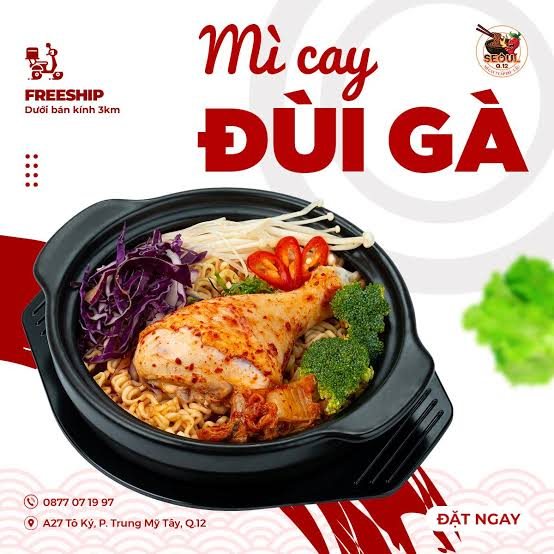 FREESHIP
Dưới bán kính 3km
Mì cay
ĐÙI GÀ
SEOUL
Q.12
0877 07 19 97
A27 Tô Ký, P. Trung Mỹ Tây, Q.12
ĐẶT NGAY